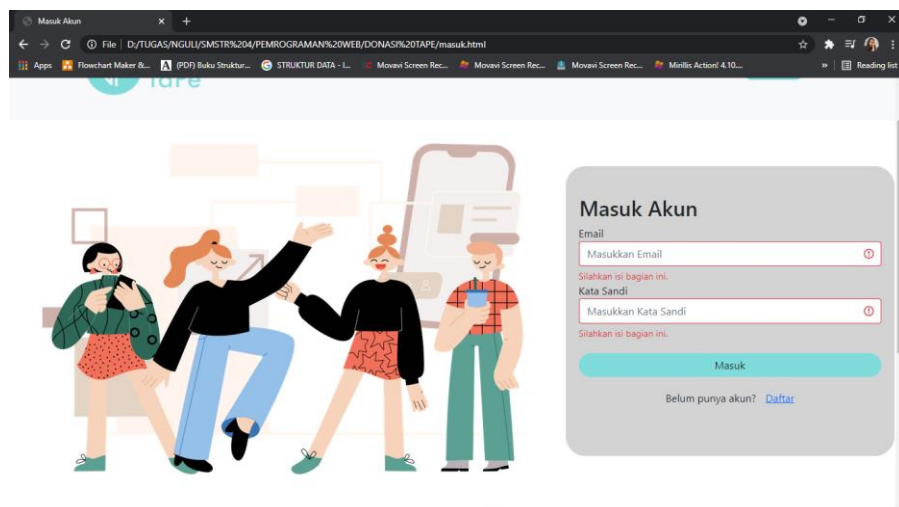 Masuk Akun
File | D:/TUGAS/NGULI/SMSTR%204/PEMROGRAMAN%20WEB/DONASI%20TAPE/masuk.html
Apps Flowchart Maker &... (PDF) Buku Struktur... STRUKTUR DATA - L... Movavi Screen Rec... Movavi Screen Rec... Movavi Screen Rec... Mirillis Action! 4.10.... » Reading list
Masuk Akun
Email
Masukkan Email
Silahkan isi bagian ini.
Kata Sandi
Masukkan Kata Sandi
Silahkan isi bagian ini.
Masuk
Belum punya akun? Daftar